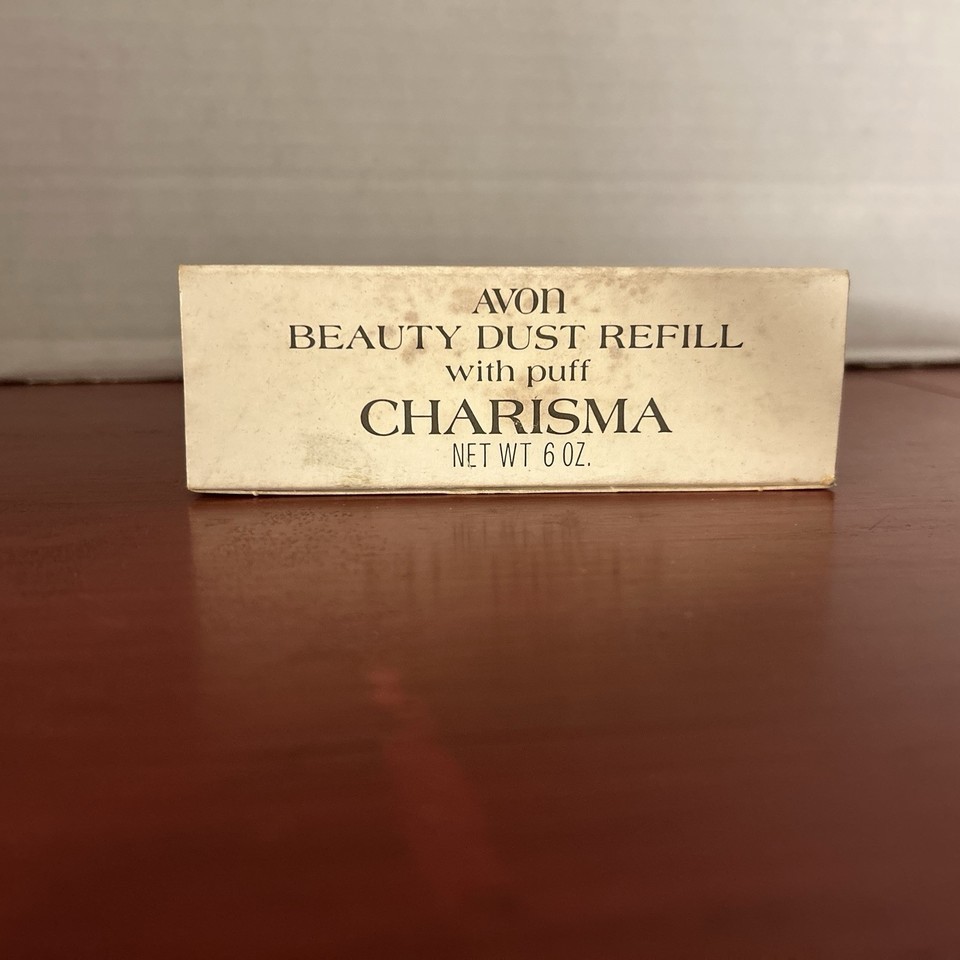 AVON
BEAUTY DUST REFILL
with puff
CHARISMA
NET WT 6 OZ.